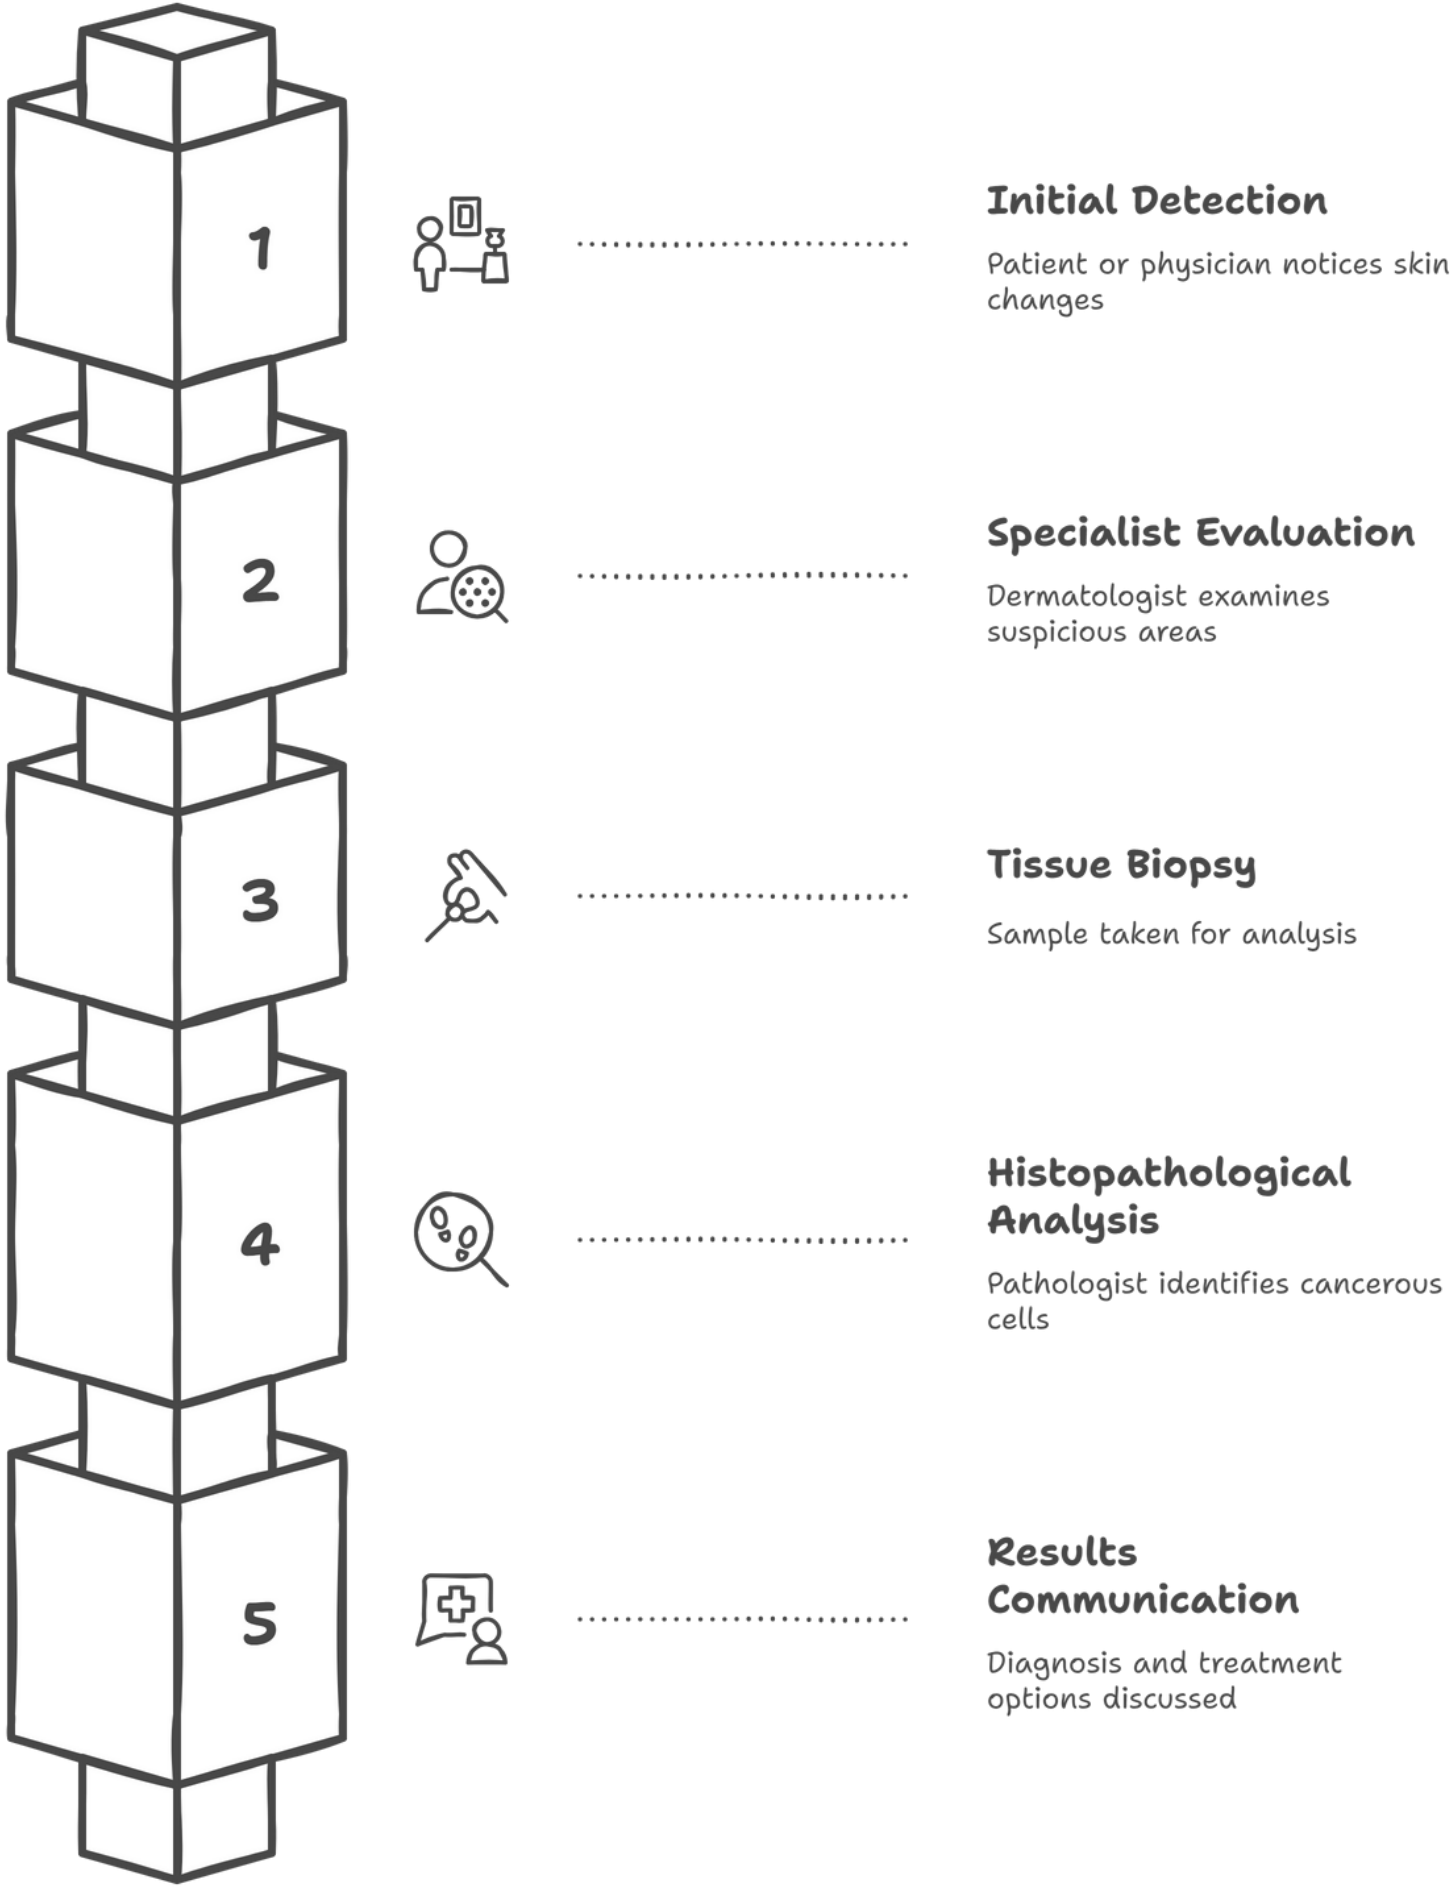 1
Initial Detection
Patient or physician notices skin
changes
2
Specialist Evaluation
Dermatologist examines
suspicious areas
3
Tissue Biopsy
Sample taken for analysis
4
Histopathological
Analysis
Pathologist identifies cancerous
cells
5
Results
Communication
Diagnosis and treatment
options discussed